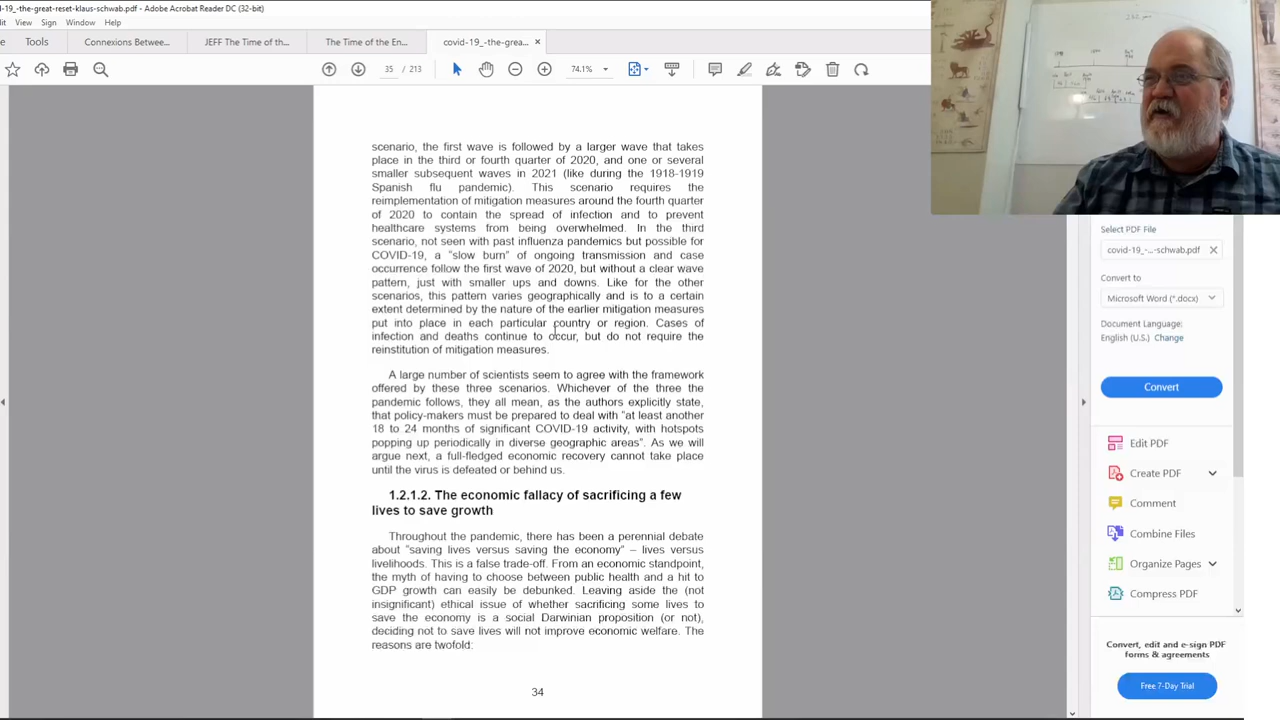 -19_-the-great-reset-klaus-schwab.pdf - Adobe Acrobat Reader DC (32-bit)
View Sign Window Help
Tools Connexions Betwee... JEFF The Time of th... The Time of the En... covid-19_-the-grea... ×
35 / 213 74.1%
scenario, the first wave is followed by a larger wave that takes
place in the third or fourth quarter of 2020, and one or several
smaller subsequent waves in 2021 (like during the 1918-1919
Spanish flu pandemic). This scenario requires the
reimplementation of mitigation measures around the fourth quarter
of 2020 to contain the spread of infection and to prevent
healthcare systems from being overwhelmed. In the third
scenario, not seen with past influenza pandemics but possible for
COVID-19, a "slow burn" of ongoing transmission and case
occurrence follow the first wave of 2020, but without a clear wave
pattern, just with smaller ups and downs. Like for the other
scenarios, this pattern varies geographically and is to a certain
extent determined by the nature of the earlier mitigation measures
put into place in each particular country or region. Cases of
infection and deaths continue to occur, but do not require the
reinstitution of mitigation measures.
A large number of scientists seem to agree with the framework
offered by these three scenarios. Whichever of the three the
pandemic follows, they all mean, as the authors explicitly state,
that policy-makers must be prepared to deal with "at least another
18 to 24 months of significant COVID-19 activity, with hotspots
popping up periodically in diverse geographic areas". As we will
argue next, a full-fledged economic recovery cannot take place
until the virus is defeated or behind us.
1.2.1.2. The economic fallacy of sacrificing a few
lives to save growth
Throughout the pandemic, there has been a perennial debate
about "saving lives versus saving the economy" – lives versus
livelihoods. This is a false trade-off. From an economic standpoint,
the myth of having to choose between public health and a hit to
GDP growth can easily be debunked. Leaving aside the (not
insignificant) ethical issue of whether sacrificing some lives to
save the economy is a social Darwinian proposition (or not),
deciding not to save lives will not improve economic welfare. The
reasons are twofold:
34
Select PDF File
covid-19_-...-schwab.pdf
Convert to
Microsoft Word (*.docx)
Document Language:
English (U.S.) Change
Convert
Edit PDF
Create PDF
Comment
Combine Files
Organize Pages
Compress PDF
Convert, edit and e-sign PDF
forms & agreements
Free 7-Day Trial